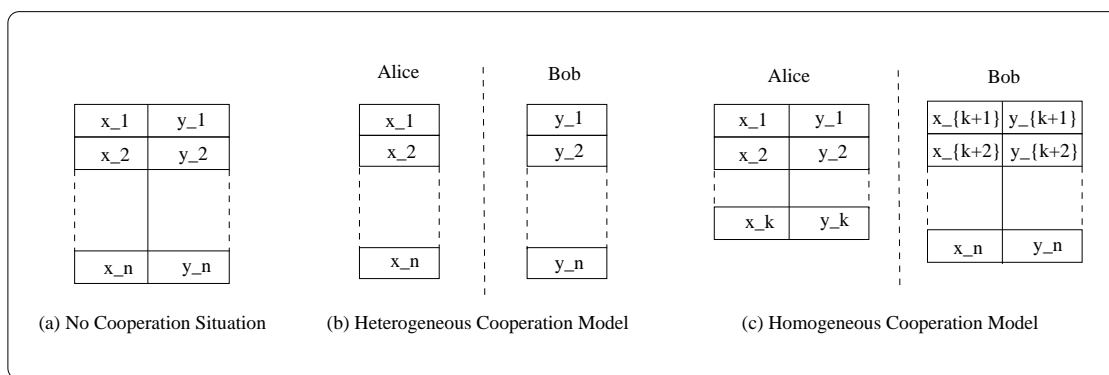 Alice Bob Alice Bob
x_1 y_1 x_1 y_1 x_1 y_1 x_{k+1} y_{k+1}
x_2 y_2 x_2 y_2 x_2 y_2 x_{k+2} y_{k+2}
x_k y_k
x_n y_n x_n y_n x_n y_n
(a) No Cooperation Situation (b) Heterogeneous Cooperation Model (c) Homogeneous Cooperation Model